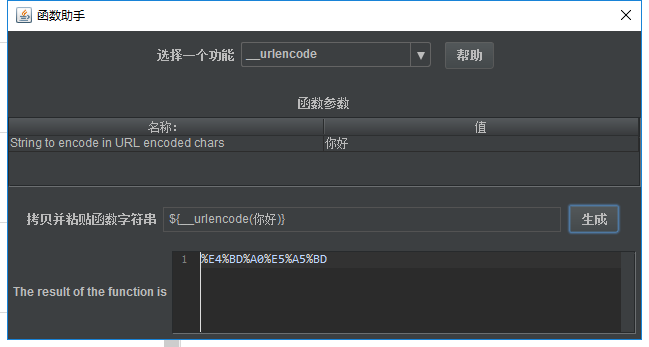 函数助手
选择一个功能 __urlencode 帮助
函数参数
名称: 值
String to encode in URL encoded chars 你好
拷贝并粘贴函数字符串 ${__urlencode(你好)} 生成
1 %E4%BD%A0%E5%A5%BD
The result of the function is